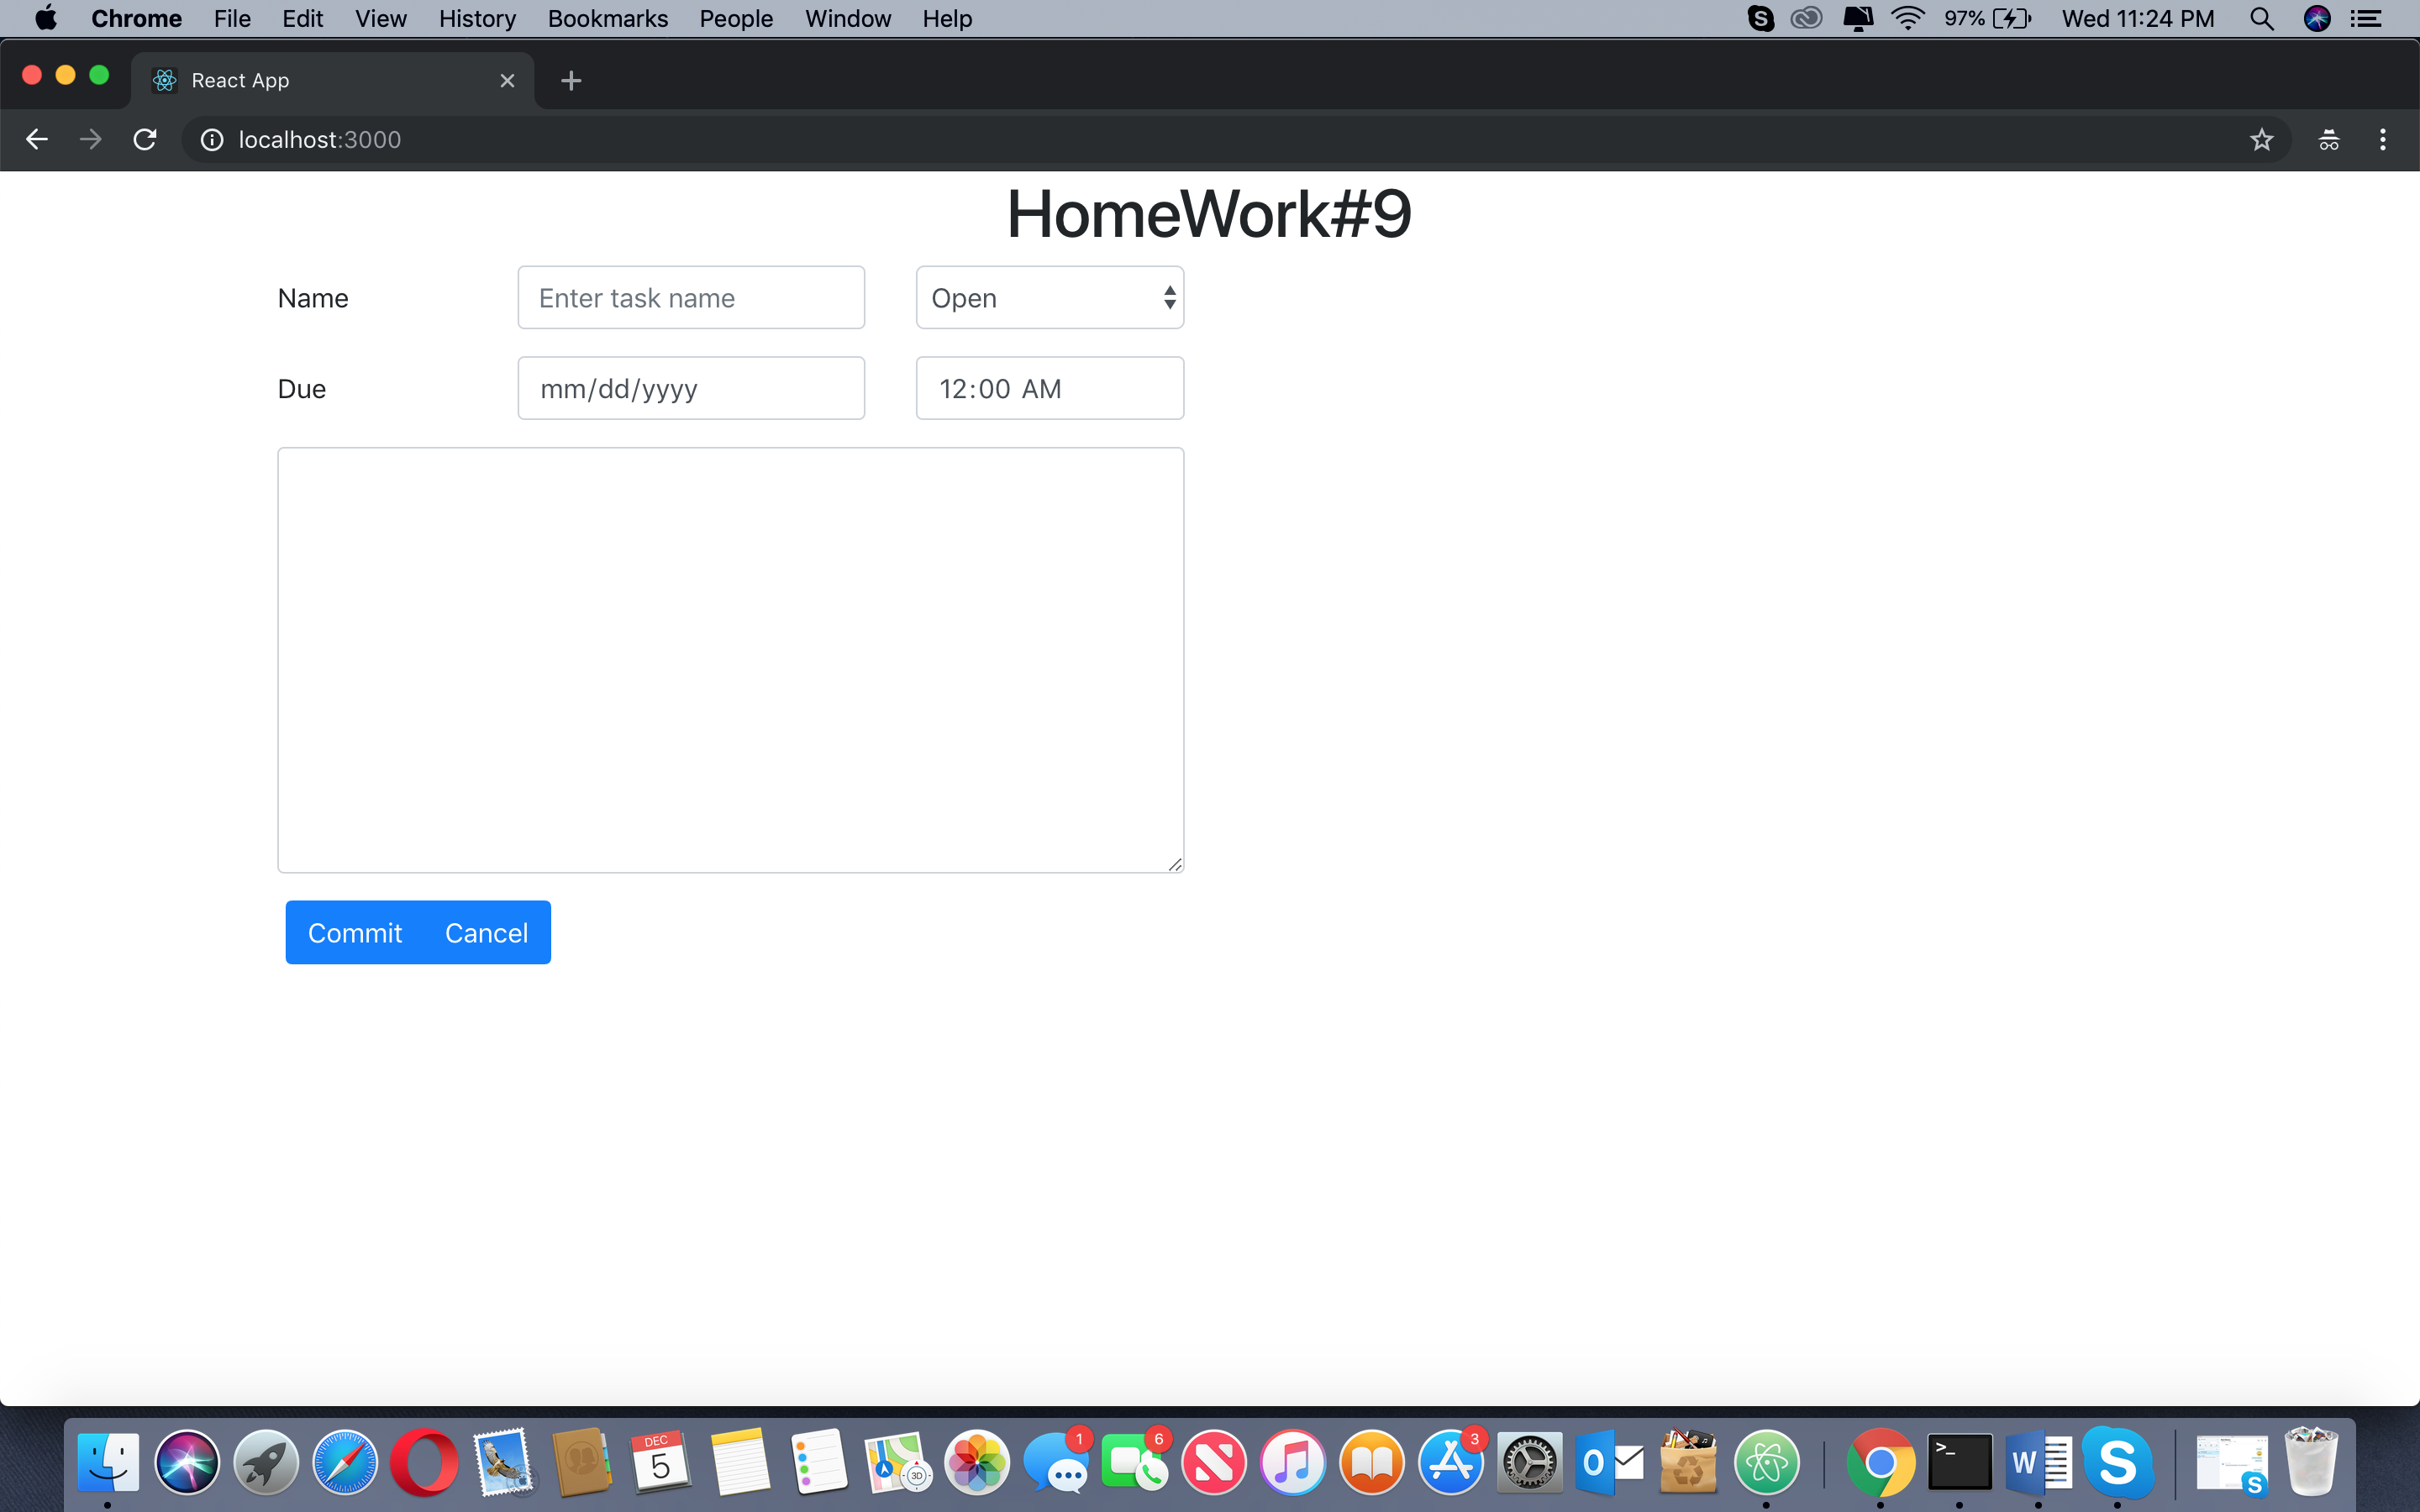 Chrome File Edit View History Bookmarks People Window Help S 97% Wed 11:24 PM
React App
localhost:3000
HomeWork#9
Name Enter task name Open
Due mm/dd/yyyy 12:00 AM
Commit Cancel
DEC
5
3D
1
6
3
O
>_
W
S
S